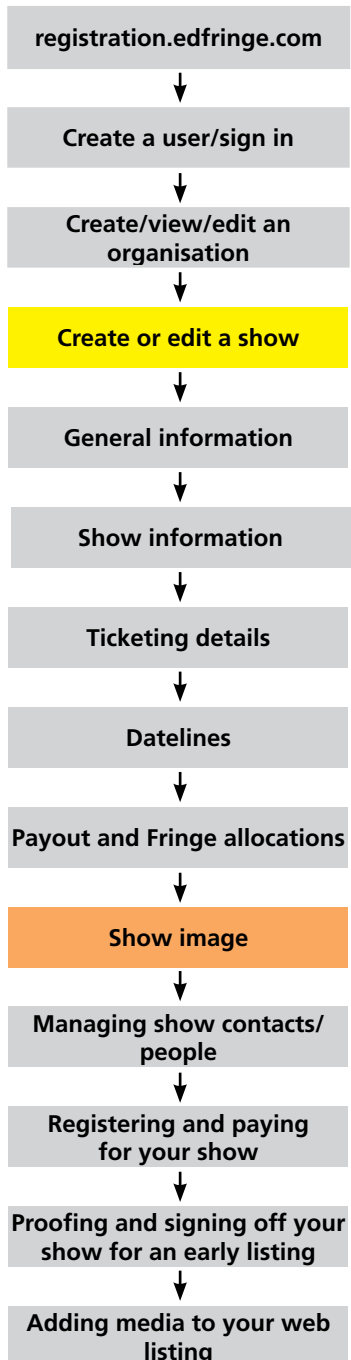 registration.edfringe.com
Create a user/sign in
Create/view/edit an
organisation
Create or edit a show
General information
Show information
Ticketing details
Datelines
Payout and Fringe allocations
Show image
Managing show contacts/
people
Registering and paying
for your show
Proofing and signing off your
show for an early listing
Adding media to your web
listing